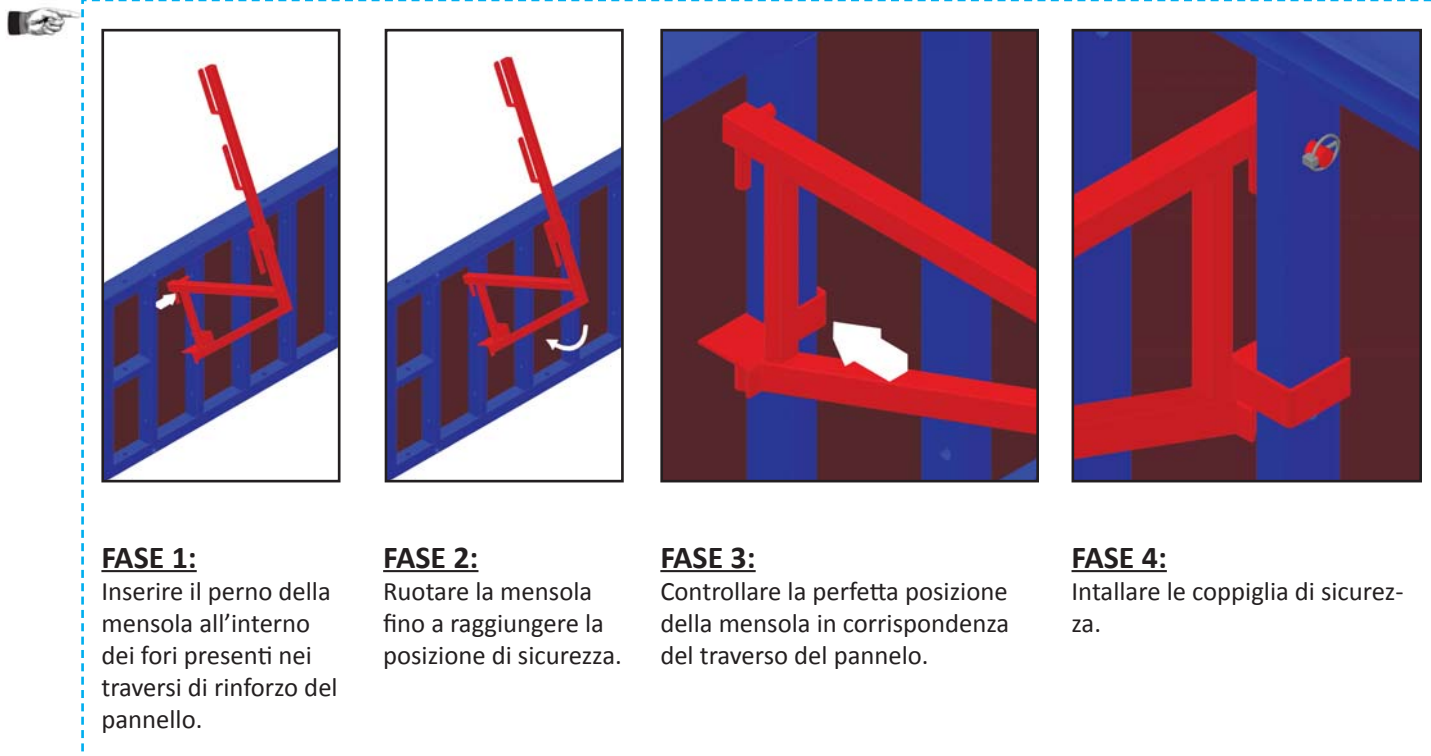 FASE 1:
Inserire il perno della
mensola all’interno
dei fori presenti nei
traversi di rinforzo del
pannello.
FASE 2:
Ruotare la mensola
fino a raggiungere la
posizione di sicurezza.
FASE 3:
Controllare la perfetta posizione
della mensola in corrispondenza
del traverso del pannelo.
FASE 4:
Intallare le coppiglia di sicurez-
za.